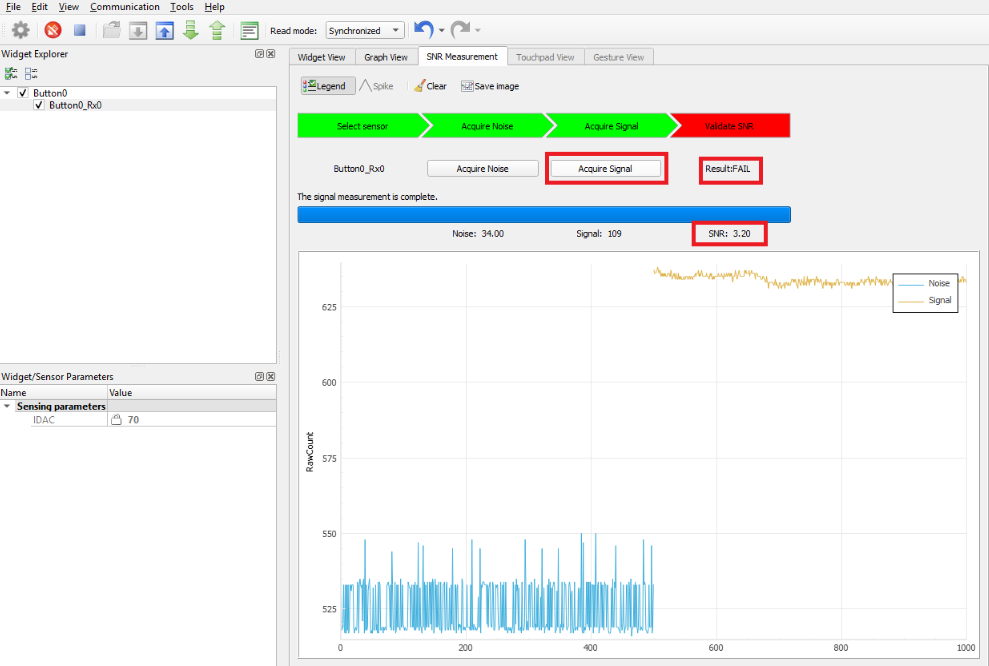 File Edit View Communication Tools Help
Read mode: Synchronized
Widget Explorer
Button0
Button0_Rx0
Widget/Sensor Parameters
Name Value
Sensing parameters
IDAC 70
Widget View Graph View SNR Measurement Touchpad View Gesture View
Legend Spike Clear Save image
Select sensor Acquire Noise Acquire Signal Validate SNR
Button0_Rx0 Acquire Noise Acquire Signal Result:FAIL
The signal measurement is complete.
Noise: 34.00 Signal: 109 SNR: 3.20
Noise
Signal
625
600
575
550
525
RawCount
0 200 400 600 800 1000